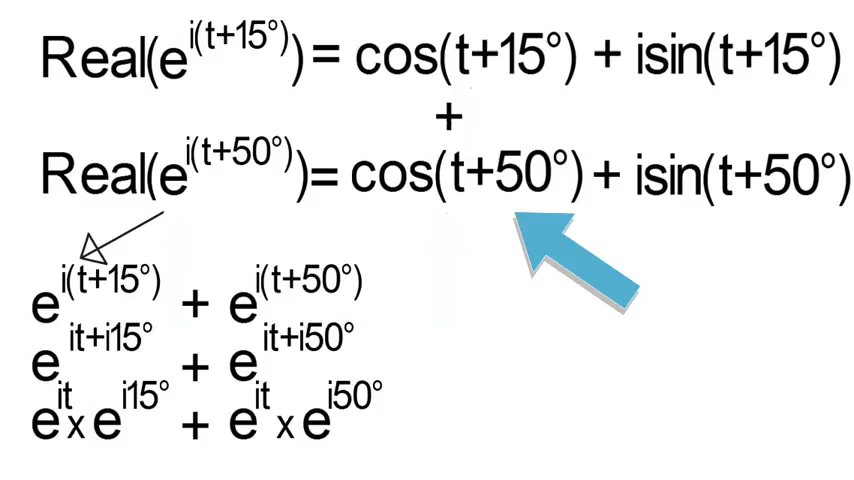 Real(e^i(t+15°)) = cos(t+15°) + isin(t+15°)
+
Real(e^i(t+50°)) = cos(t+50°) + isin(t+50°)
e^i(t+15°) + e^i(t+50°)
e^it+i15° + e^it+i50°
e^it x e^i15° + e^it x e^i50°